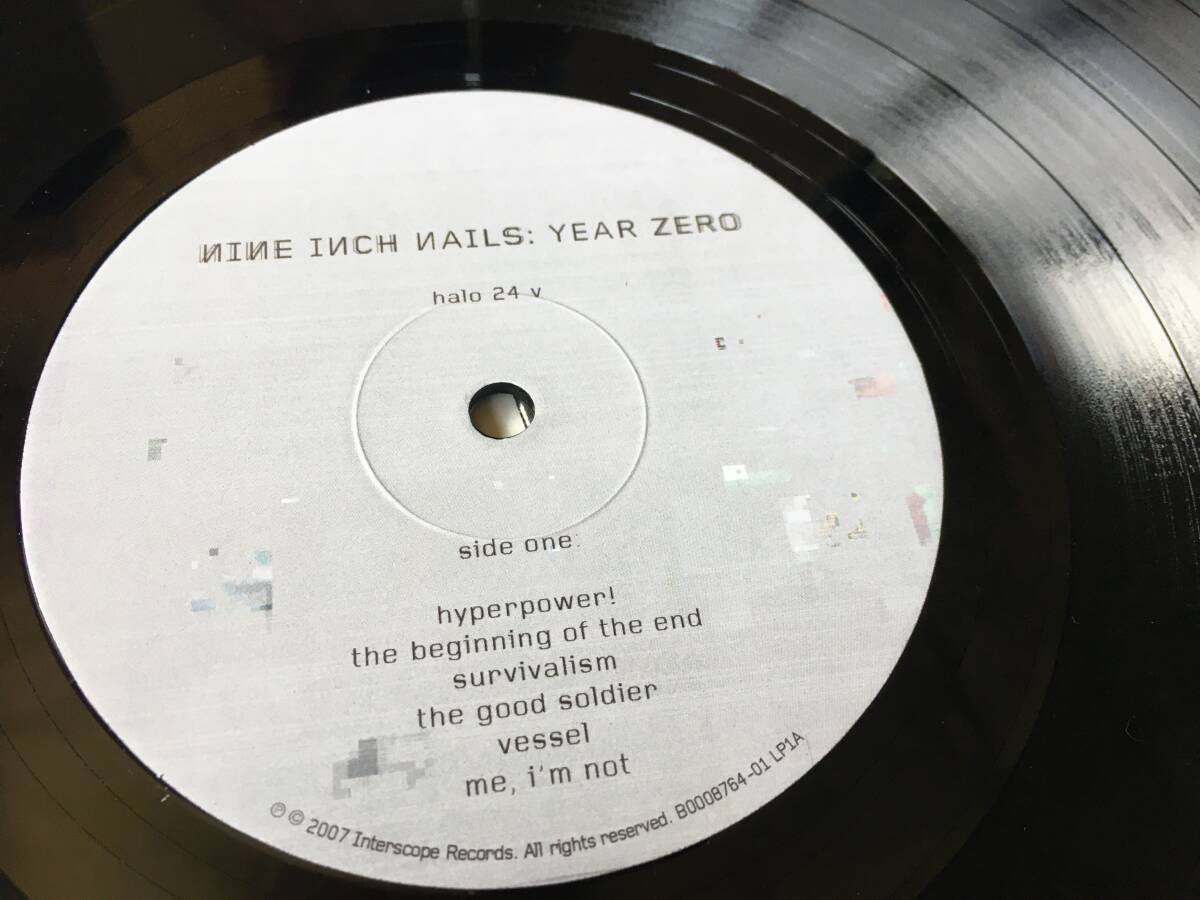 NINE INCH NAILS: YEAR ZERO
halo 24 v
side one:
hyperpower!
the beginning of the end
survivalism
the good soldier
vessel
me, i'm not
℗ © 2007 Interscope Records. All rights reserved. B0008764-01 LP1A